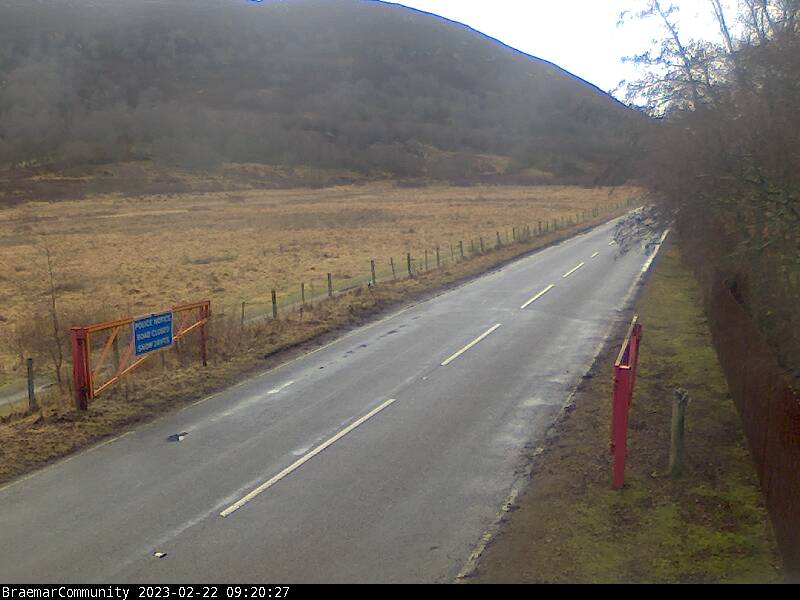 POLICE NOTICE
ROAD CLOSED
SNOW DRIFTS
BraemarCommunity 2023-02-22 09:20:27